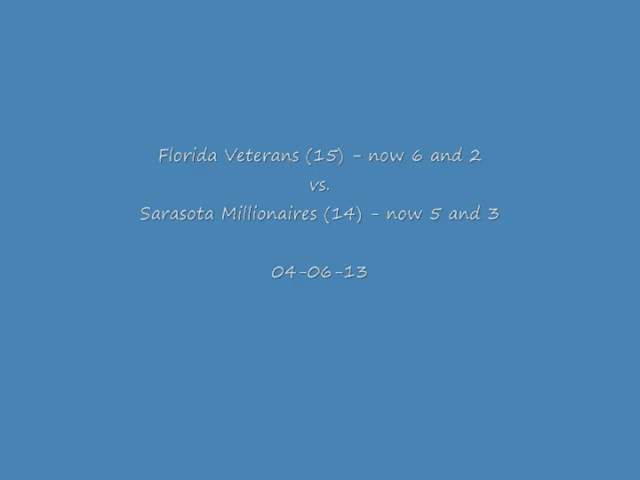 Florida Veterans (15) - now 6 and 2
vs.
Sarasota Millionaires (14) - now 5 and 3
04-06-13